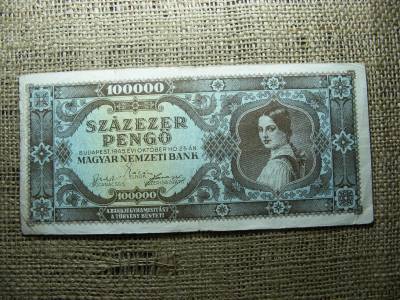 100000
SZÁZEZER
PENGŐ
BUDAPEST, 1945. ÉVI OKTÓBER HÓ 23-ÁN.
MAGYAR NEMZETI BANK
100000
A BANKJEGYHAMISÍTÁST
A TÖRVÉNY BÜNTETI